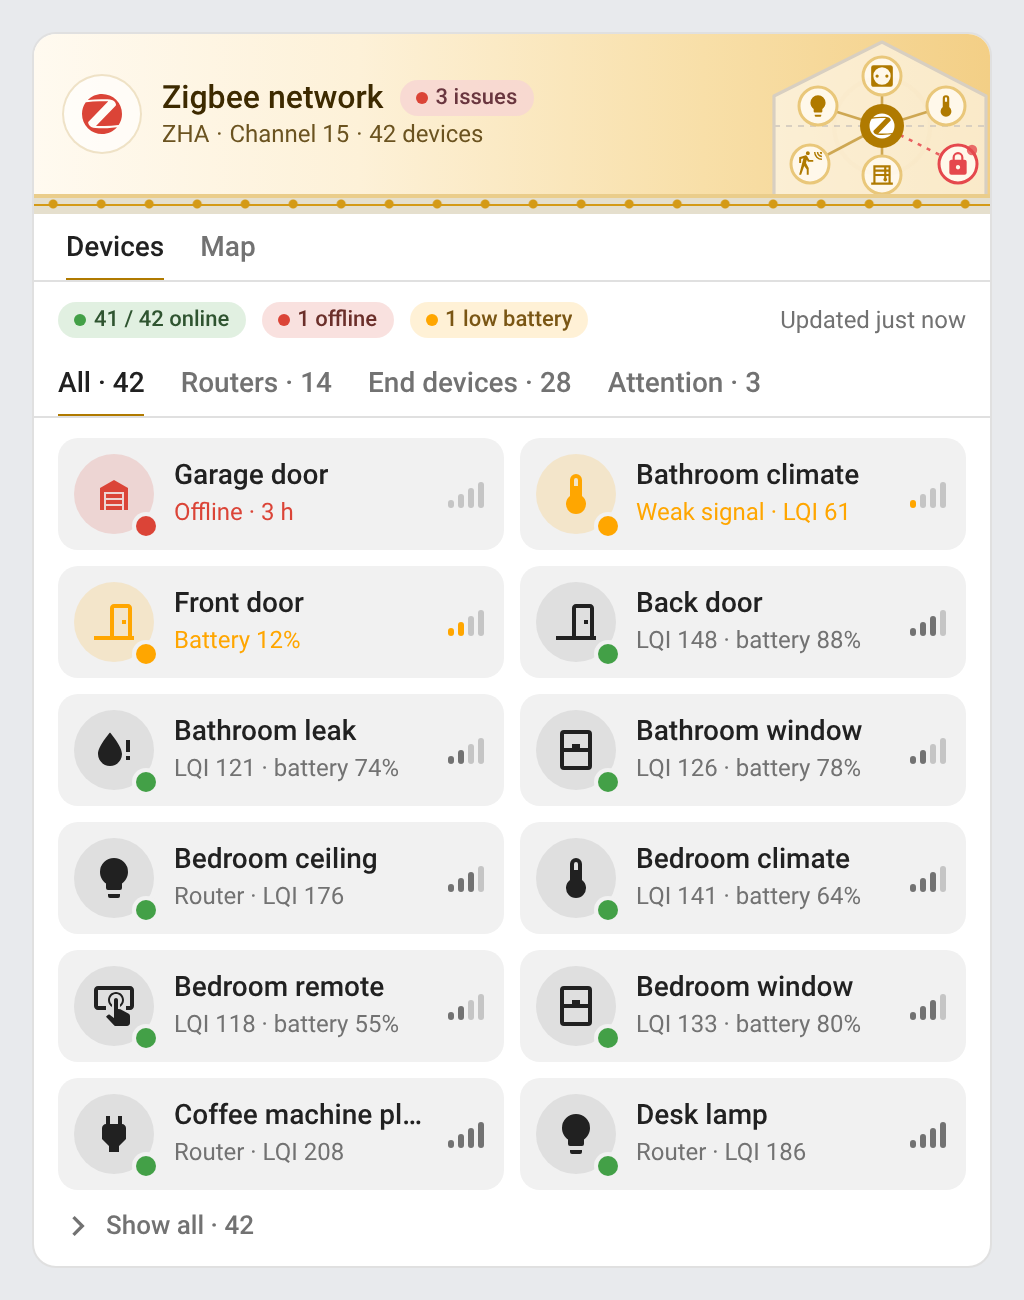 Zigbee network
3 issues
ZHA · Channel 15 · 42 devices
Devices
Map
41 / 42 online
1 offline
1 low battery
Updated just now
All · 42
Routers · 14
End devices · 28
Attention · 3
Garage door
Offline · 3 h
Bathroom climate
Weak signal · LQI 61
Front door
Battery 12%
Back door
LQI 148 · battery 88%
Bathroom leak
LQI 121 · battery 74%
Bathroom window
LQI 126 · battery 78%
Bedroom ceiling
Router · LQI 176
Bedroom climate
LQI 141 · battery 64%
Bedroom remote
LQI 118 · battery 55%
Bedroom window
LQI 133 · battery 80%
Coffee machine pl...
Router · LQI 208
Desk lamp
Router · LQI 186
Show all · 42